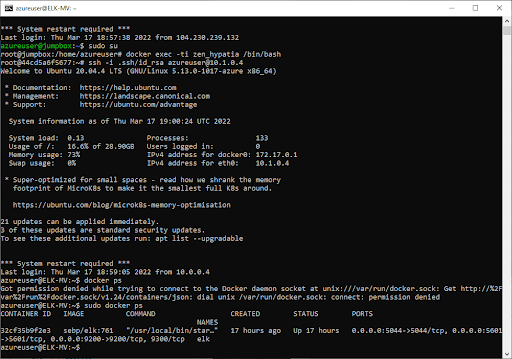 azureuser@ELK-MV: ~
*** System restart required ***
Last login: Thu Mar 17 18:57:38 2022 from 104.230.239.132
azureuser@jumpbox:~$ sudo su
root@jumpbox:/home/azureuser# docker exec -ti zen_hypatia /bin/bash
root@44cd5a6f5677:~# ssh -i .ssh/id_rsa azureuser@10.1.0.4
Welcome to Ubuntu 20.04.4 LTS (GNU/Linux 5.13.0-1017-azure x86_64)
* Documentation: https://help.ubuntu.com
* Management: https://landscape.canonical.com
* Support: https://ubuntu.com/advantage
System information as of Thu Mar 17 19:00:24 UTC 2022
System load: 0.13 Processes: 133
Usage of /: 16.6% of 28.90GB Users logged in: 0
Memory usage: 73% IPv4 address for docker0: 172.17.0.1
Swap usage: 0% IPv4 address for eth0: 10.1.0.4
* Super-optimized for small spaces - read how we shrank the memory
footprint of MicroK8s to make it the smallest full K8s around.
https://ubuntu.com/blog/microk8s-memory-optimisation
21 updates can be applied immediately.
3 of these updates are standard security updates.
To see these additional updates run: apt list --upgradable
*** System restart required ***
Last login: Thu Mar 17 18:59:05 2022 from 10.0.0.4
azureuser@ELK-MV:~$ docker ps
Got permission denied while trying to connect to the Docker daemon socket at unix:///var/run/docker.sock: Get http://%2F
var%2Frun%2Fdocker.sock/v1.24/containers/json: dial unix /var/run/docker.sock: connect: permission denied
azureuser@ELK-MV:~$ sudo docker ps
CONTAINER ID IMAGE COMMAND CREATED STATUS PORTS
NAMES
32cf35b9f2e3 sebp/elk:761 "/usr/local/bin/star…" 17 hours ago Up 17 hours 0.0.0.0:5044->5044/tcp, 0.0.0.0:5601
->5601/tcp, 0.0.0.0:9200->9200/tcp, 9300/tcp elk
azureuser@ELK-MV:~$